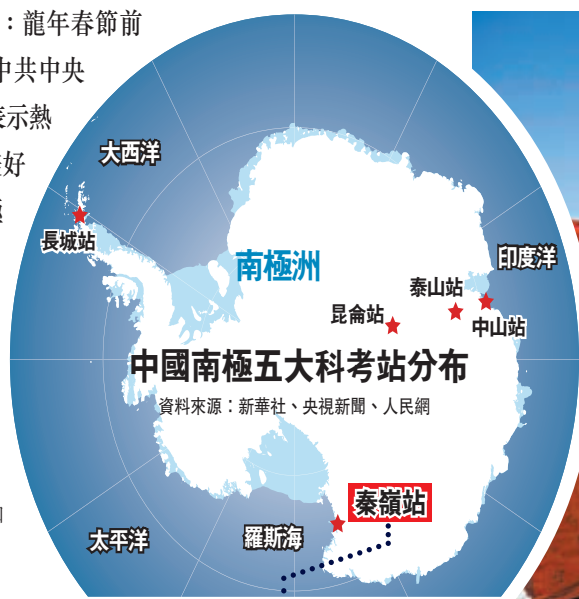 ：龍年春節前
中共中央
表示熱
好
大西洋
長城站
南極洲
印度洋
泰山站
昆侖站
中山站
中國南極五大科考站分布
資料來源：新華社、央視新聞、人民網
秦嶺站
羅斯海
太平洋